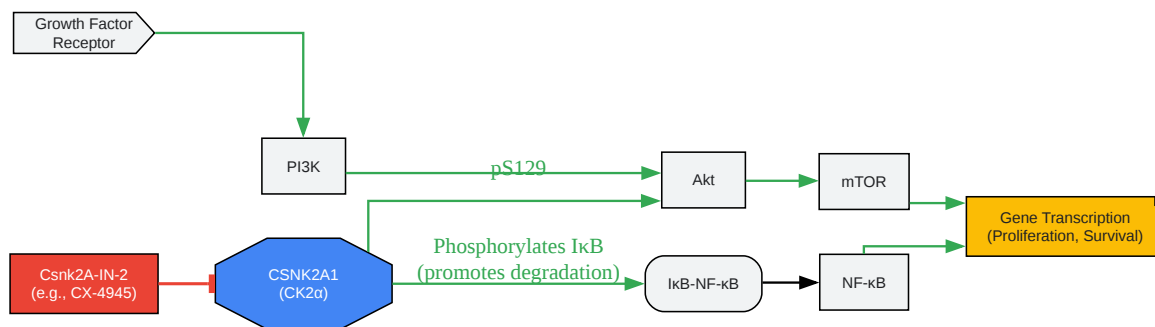 Growth Factor
Receptor
PI3K
pS129
Akt
mTOR
Gene Transcription
(Proliferation, Survival)
Csnk2A-IN-2
(e.g., CX-4945)
CSNK2A1
(CK2α)
Phosphorylates IκB
(promotes degradation)
IκB-NF-κB
NF-κB